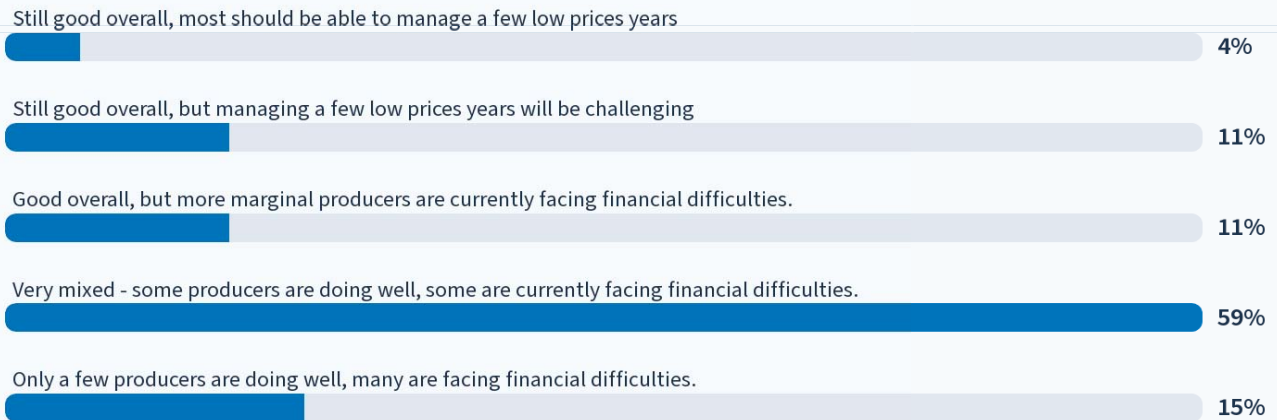 Still good overall, most should be able to manage a few low prices years
4%
Still good overall, but managing a few low prices years will be challenging
11%
Good overall, but more marginal producers are currently facing financial difficulties.
11%
Very mixed - some producers are doing well, some are currently facing financial difficulties.
59%
Only a few producers are doing well, many are facing financial difficulties.
15%